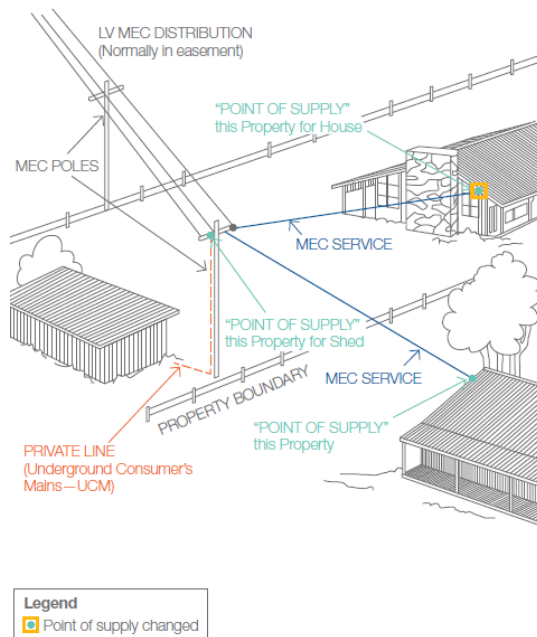 LV MEC DISTRIBUTION
(Normally in easement)
“POINT OF SUPPLY”
this Property for House
MEC POLES
MEC SERVICE
“POINT OF SUPPLY”
this Property for Shed
MEC SERVICE
PROPERTY BOUNDARY
“POINT OF SUPPLY”
this Property
PRIVATE LINE
(Underground Consumer’s
Mains—UCM)
Legend
Point of supply changed